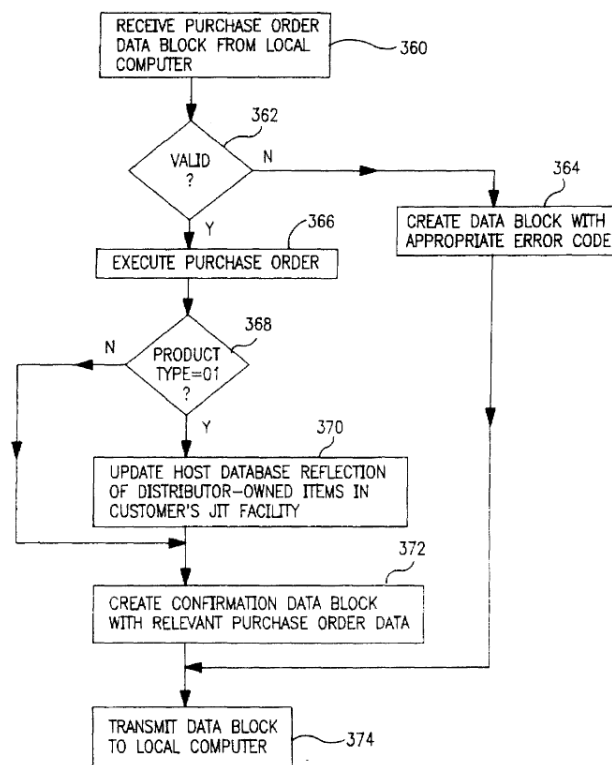 RECEIVE PURCHASE ORDER
DATA BLOCK FROM LOCAL
COMPUTER
360
362
VALID
?
N
Y
364
CREATE DATA BLOCK WITH
APPROPRIATE ERROR CODE
366
EXECUTE PURCHASE ORDER
368
N
PRODUCT
TYPE=01
?
Y
370
UPDATE HOST DATABASE REFLECTION
OF DISTRIBUTOR-OWNED ITEMS IN
CUSTOMER'S JIT FACILITY
372
CREATE CONFIRMATION DATA BLOCK
WITH RELEVANT PURCHASE ORDER DATA
TRANSMIT DATA BLOCK
TO LOCAL COMPUTER
374